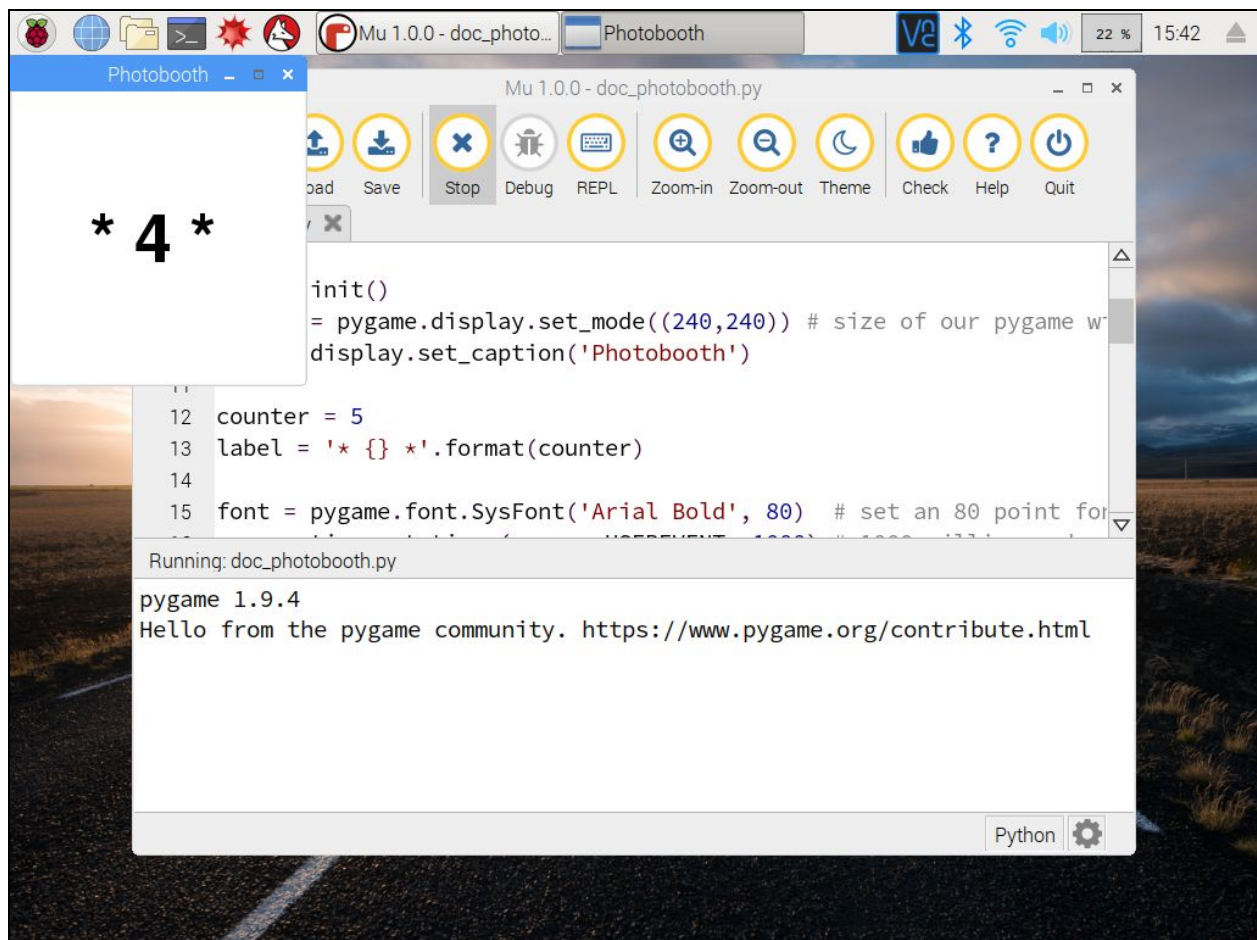 Mu 1.0.0 - doc_photo...
Photobooth
22 %
15:42
Photobooth
* 4 *
Mu 1.0.0 - doc_photobooth.py
Save
Stop
Debug
REPL
Zoom-in
Zoom-out
Theme
Check
Help
Quit
init()
= pygame.display.set_mode((240,240)) # size of our pygame
display.set_caption('Photobooth')
11
12 counter = 5
13 label = '* {} *'.format(counter)
14
15 font = pygame.font.SysFont('Arial Bold', 80) # set an 80 point
Running: doc_photobooth.py
pygame 1.9.4
Hello from the pygame community. https://www.pygame.org/contribute.html
Python